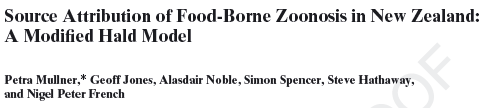 Source Attribution of Food-Borne Zoonosis in New Zealand:
A Modified Hald Model
Petra Mullner,* Geoff Jones, Alasdair Noble, Simon Spencer, Steve Hathaway,
and Nigel Peter French
OF